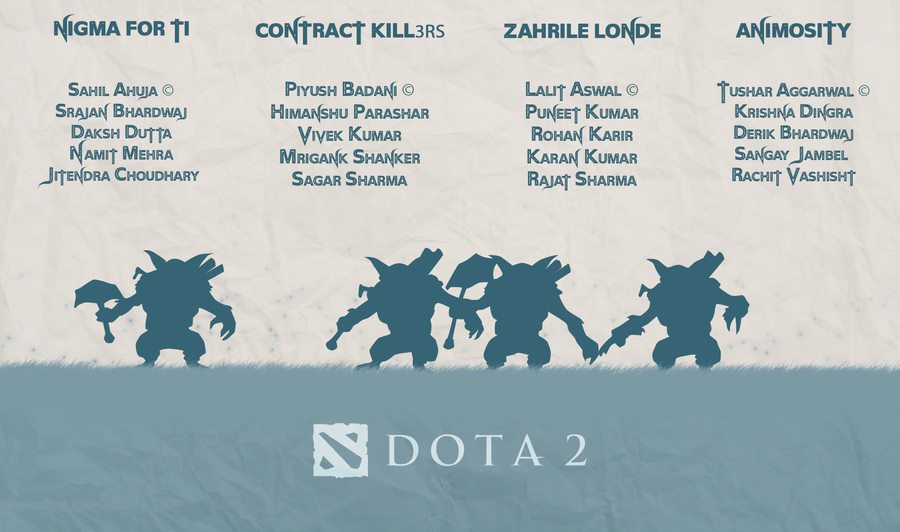 NIGMA FOR TI
Sahil Ahuja ©
Srajan Bhardwaj
Daksh Dutta
Namit Mehra
Jitendra Choudhary
CONTRACT KILL3RS
Piyush Badani ©
Himanshu Parashar
Vivek Kumar
Mrigank Shanker
Sagar Sharma
ZAHRILE LONDE
Lalit Aswal ©
Puneet Kumar
Rohan Karir
Karan Kumar
Rajat Sharma
ANIMOSITY
Tushar Aggarwal ©
Krishna Dingra
Derik Bhardwaj
Sangay Jambel
Rachit Vashisht
DOTA 2